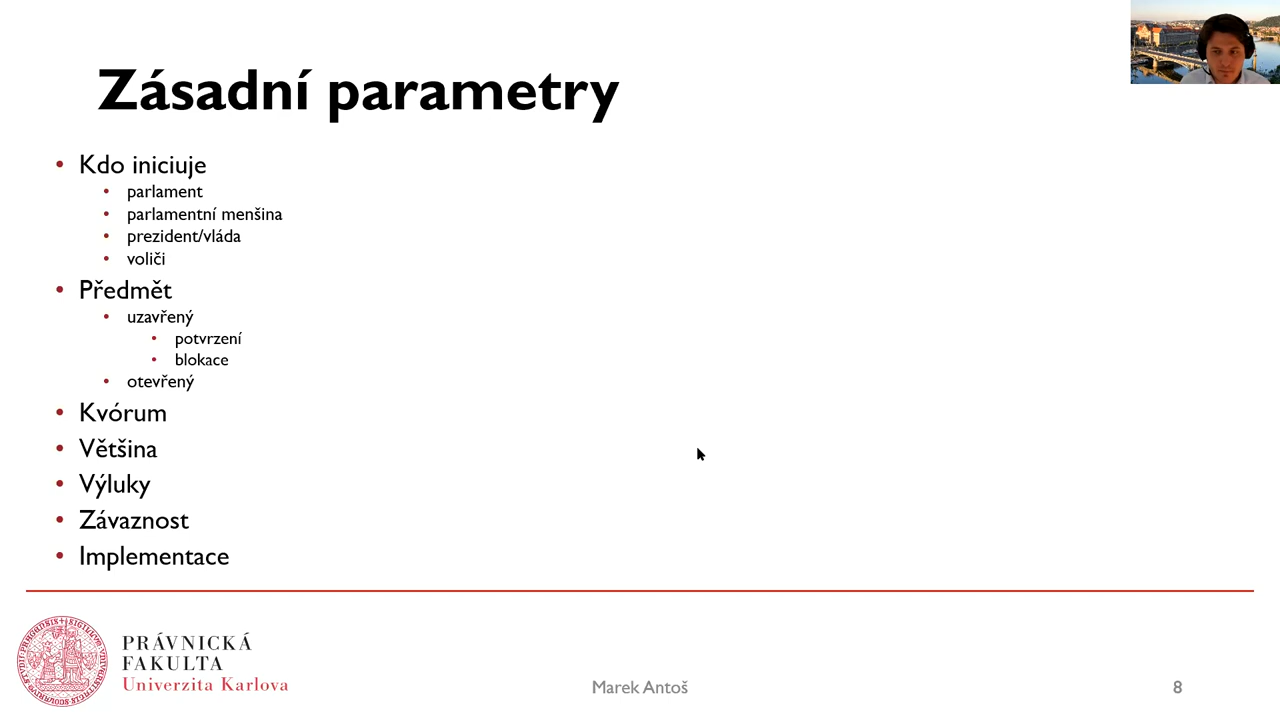 Zásadní parametry
• Kdo iniciuje
• parlament
• parlamentní menšina
• prezident/vláda
• voliči
• Předmět
• uzavřený
• potvrzení
• blokace
• otevřený
• Kvórum
• Většina
• Výluky
• Závaznost
• Implementace
PRÁVNICKÁ
FAKULTA
Univerzita Karlova
Marek Antoš
8